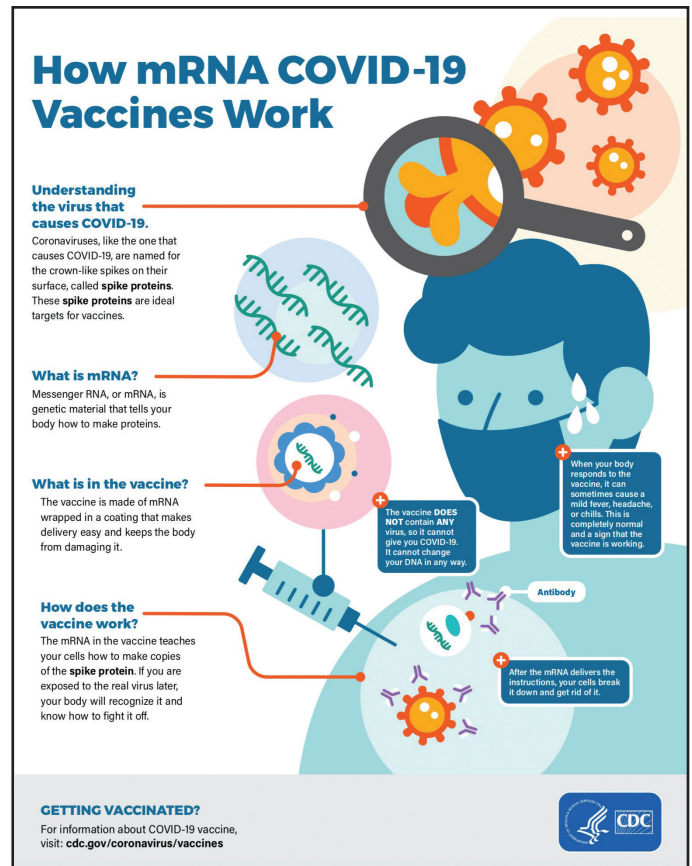 How mRNA COVID-19
Vaccines Work
Understanding
the virus that
causes COVID-19.
Coronaviruses, like the one that
causes COVID-19, are named for
the crown-like spikes on their
surface, called spike proteins.
These spike proteins are ideal
targets for vaccines.
What is mRNA?
Messenger RNA, or mRNA, is
genetic material that tells your
body how to make proteins.
What is in the vaccine?
The vaccine is made of mRNA
wrapped in a coating that makes
delivery easy and keeps the body
from damaging it.
The vaccine DOES
NOT contain ANY
virus, so it cannot
give you COVID-19.
It cannot change
your DNA in any way.
When your body
responds to the
vaccine, it can
sometimes cause a
mild fever, headache,
or chills. This is
completely normal
and a sign that the
vaccine is working.
How does the
vaccine work?
The mRNA in the vaccine teaches
your cells how to make copies
of the spike protein. If you are
exposed to the real virus later,
your body will recognize it and
know how to fight it off.
Antibody
After the mRNA delivers the
instructions, your cells break
it down and get rid of it.
GETTING VACCINATED?
For information about COVID-19 vaccine,
visit: cdc.gov/coronavirus/vaccines
CDC